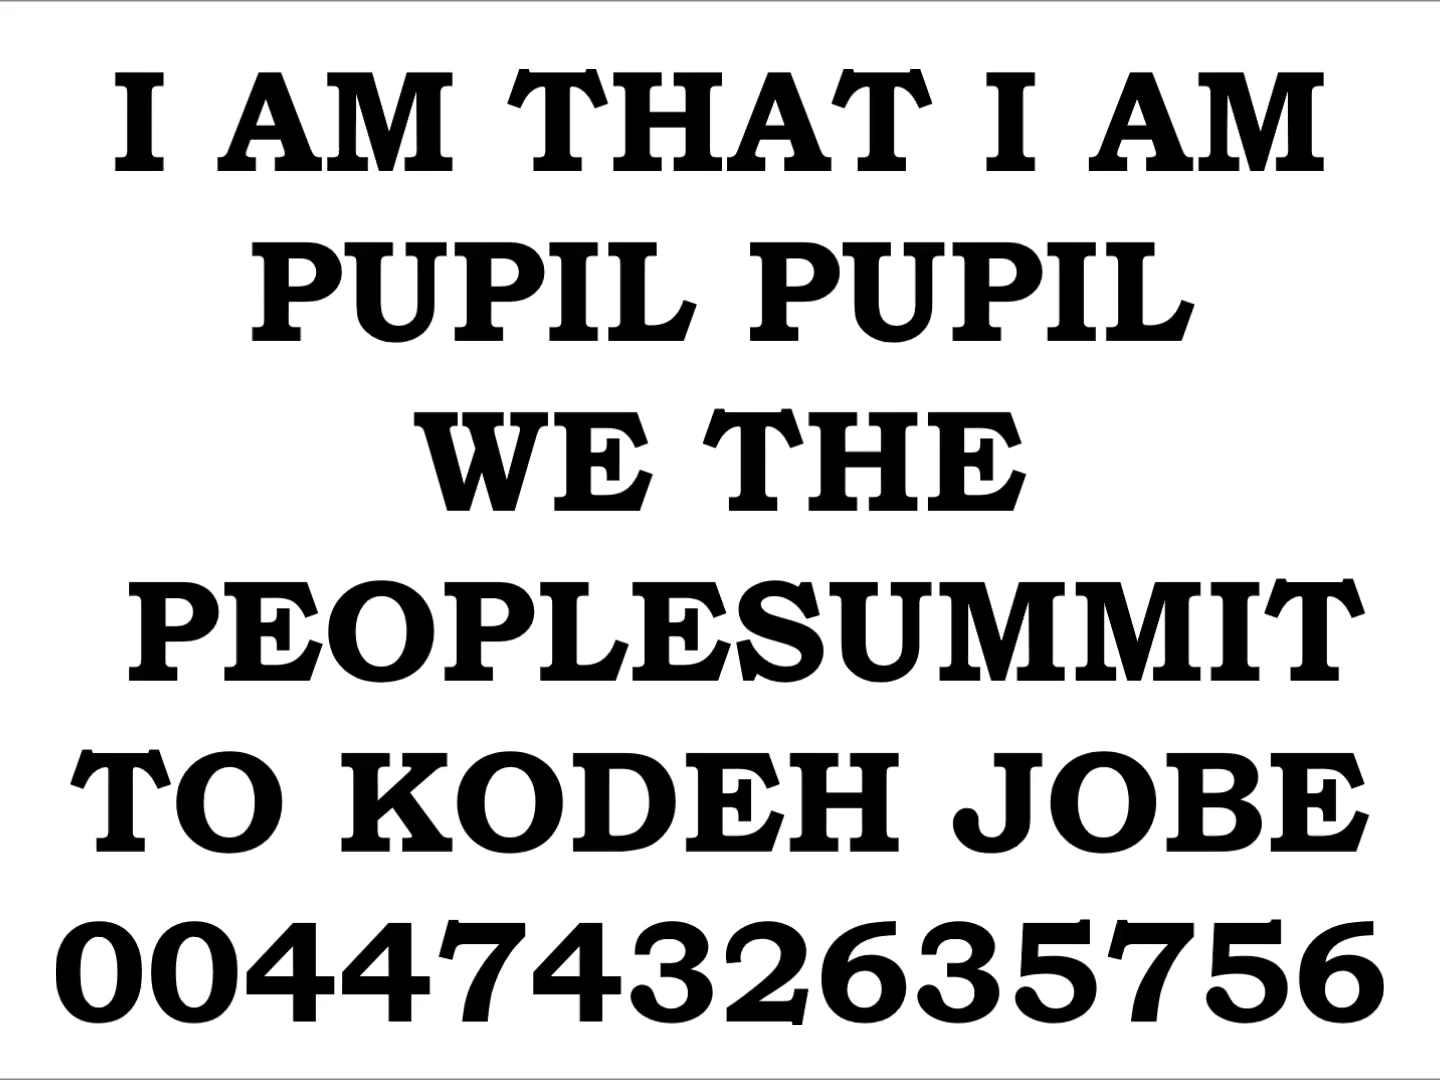 I AM THAT I AM
PUPIL PUPIL
WE THE
PEOPLESUMMIT
TO KODEH JOBE
00447432635756